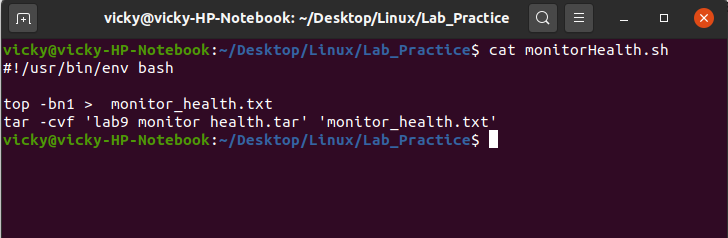 vicky@vicky-HP-Notebook: ~/Desktop/Linux/Lab_Practice
vicky@vicky-HP-Notebook:~/Desktop/Linux/Lab_Practice$ cat monitorHealth.sh
#!/usr/bin/env bash

top -bn1 >  monitor_health.txt
tar -cvf 'lab9 monitor health.tar' 'monitor_health.txt'
vicky@vicky-HP-Notebook:~/Desktop/Linux/Lab_Practice$